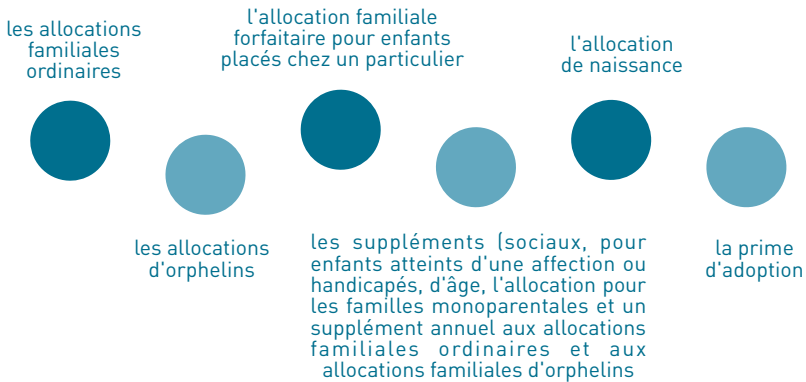 les allocations
familiales
ordinaires
les allocations
d'orphelins
l'allocation familiale
forfaitaire pour enfants
placés chez un particulier
les suppléments (sociaux, pour
enfants atteints d'une affection ou
handicapés, d'âge, l'allocation pour
les familles monoparentales et un
supplément annuel aux allocations
familiales ordinaires et aux
allocations familiales d'orphelins
l'allocation
de naissance
la prime
d'adoption